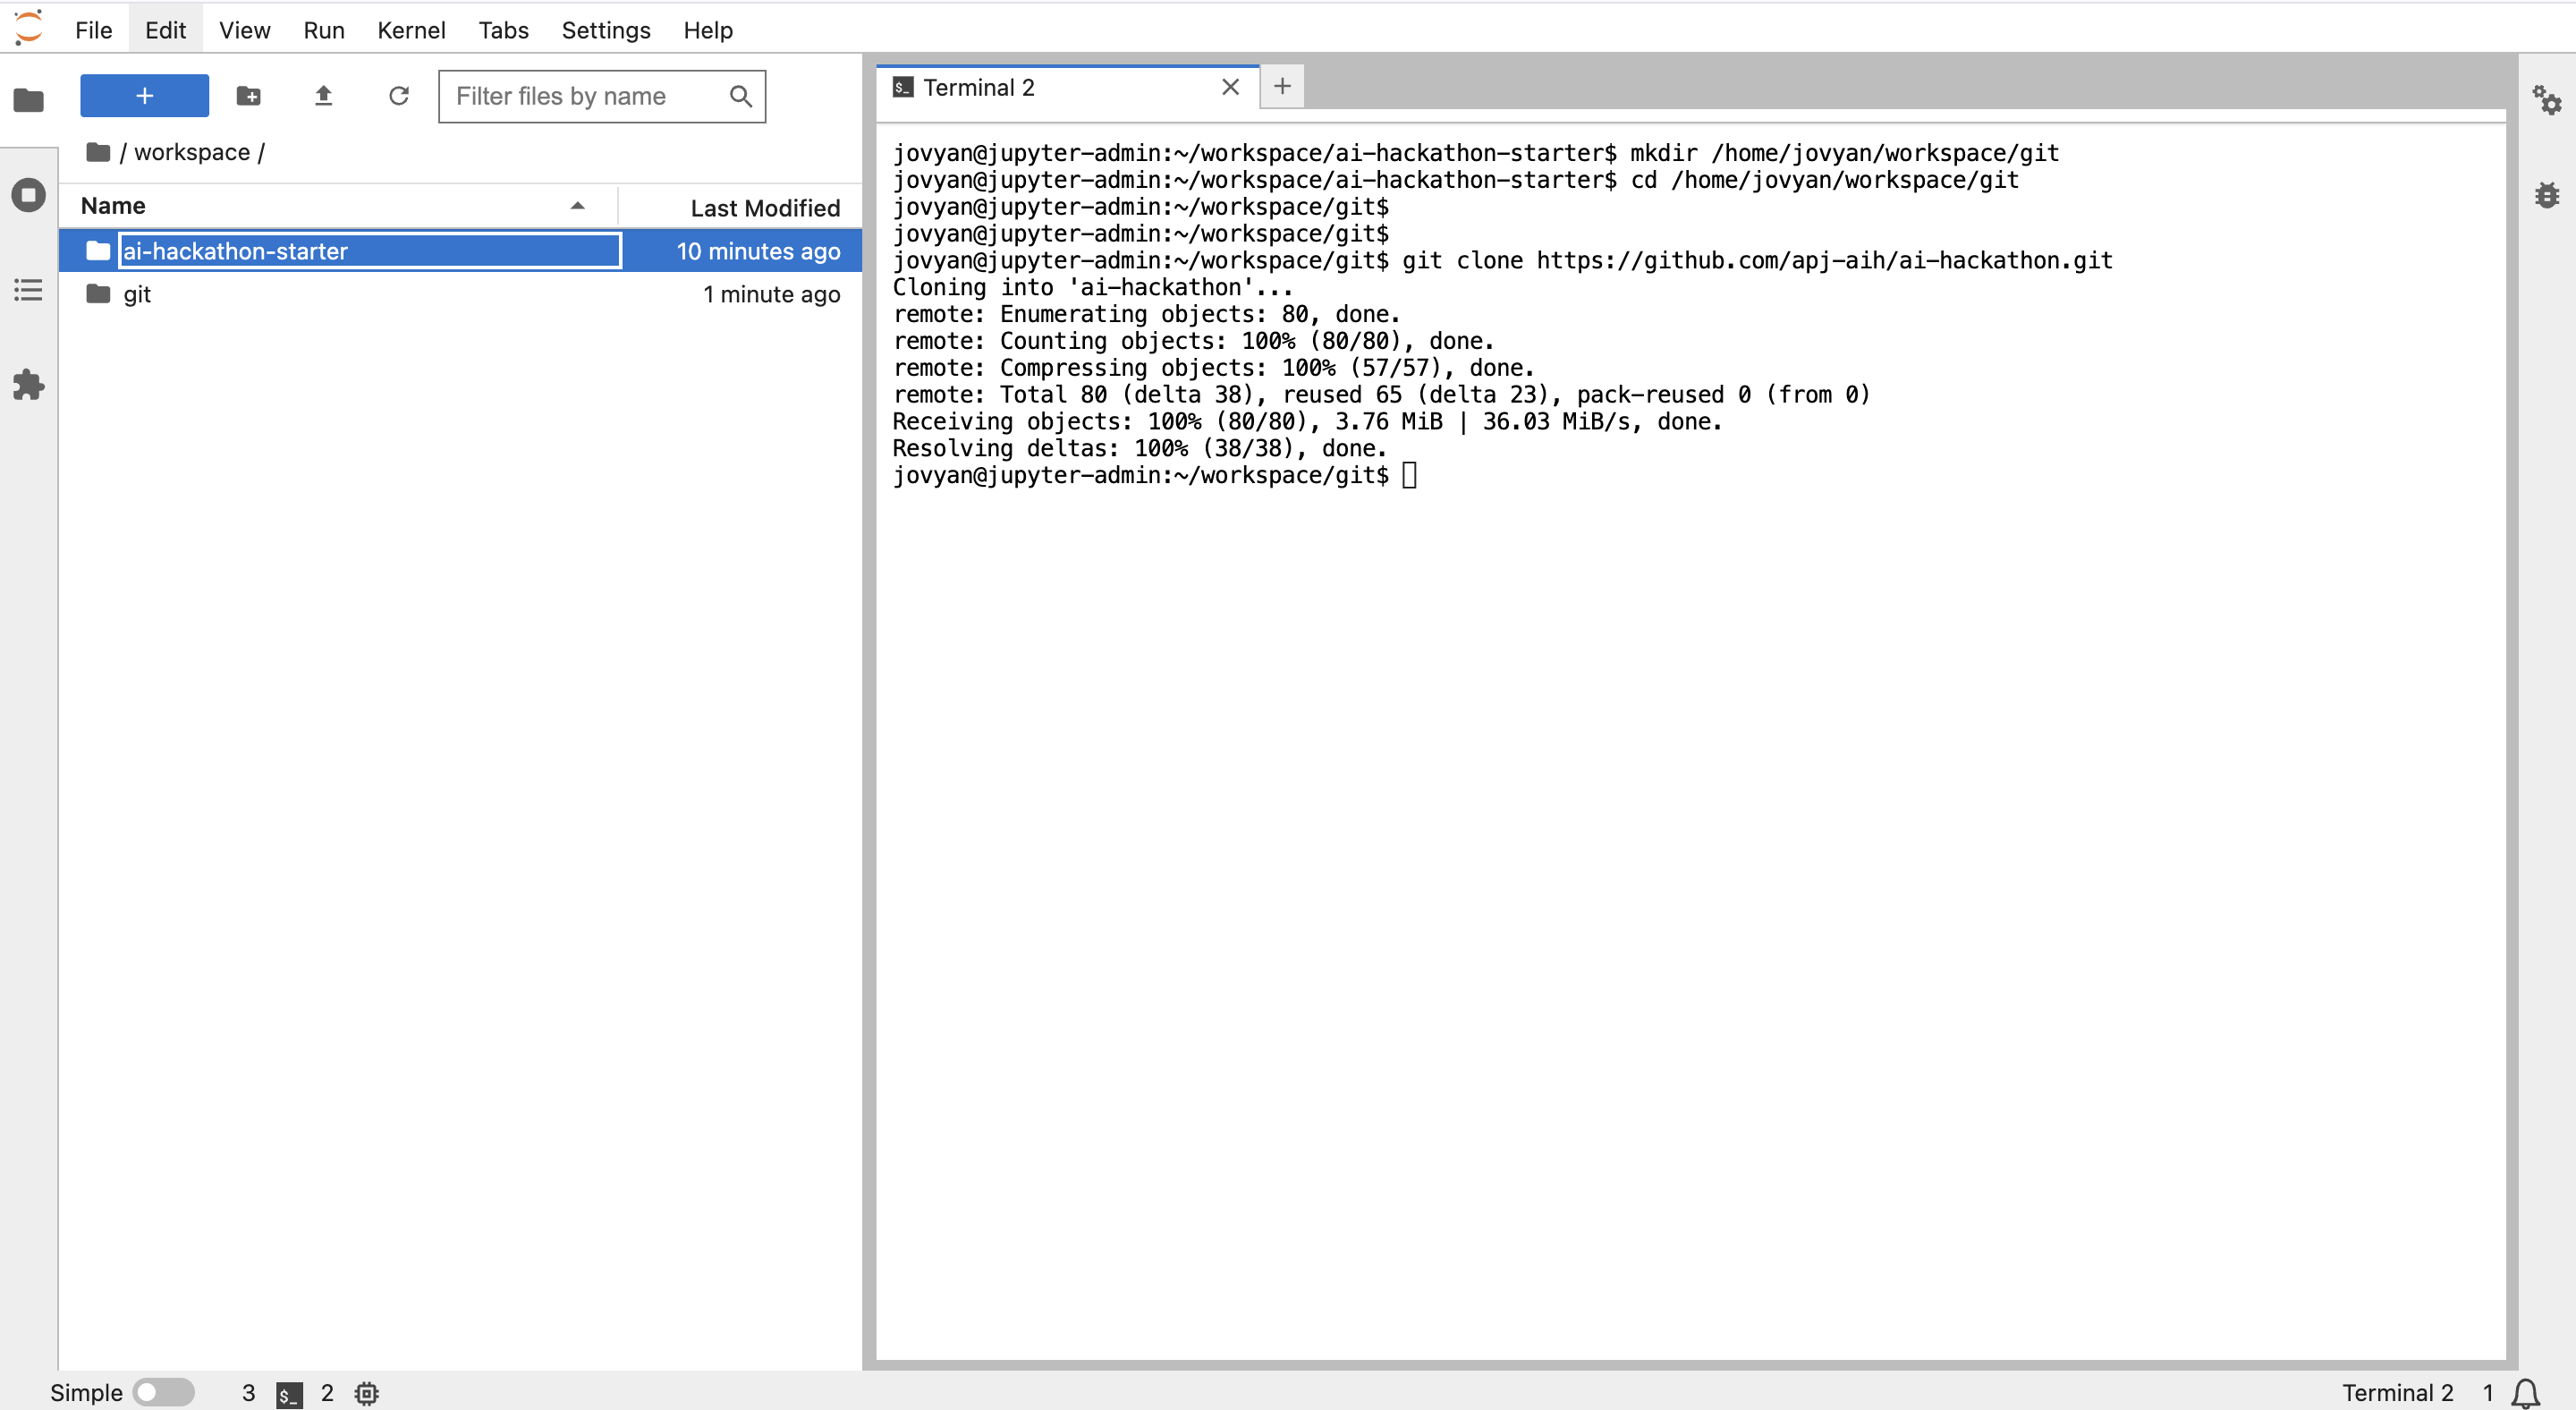 File Edit View Run Kernel Tabs Settings Help
+
Filter files by name
/ workspace /
Name Last Modified
ai-hackathon-starter 10 minutes ago
git 1 minute ago
$_ Terminal 2
jovyan@jupyter-admin:~/workspace/ai-hackathon-starter$ mkdir /home/jovyan/workspace/git
jovyan@jupyter-admin:~/workspace/ai-hackathon-starter$ cd /home/jovyan/workspace/git
jovyan@jupyter-admin:~/workspace/git$
jovyan@jupyter-admin:~/workspace/git$
jovyan@jupyter-admin:~/workspace/git$ git clone https://github.com/apj-aih/ai-hackathon.git
Cloning into 'ai-hackathon'...
remote: Enumerating objects: 80, done.
remote: Counting objects: 100% (80/80), done.
remote: Compressing objects: 100% (57/57), done.
remote: Total 80 (delta 38), reused 65 (delta 23), pack-reused 0 (from 0)
Receiving objects: 100% (80/80), 3.76 MiB | 36.03 MiB/s, done.
Resolving deltas: 100% (38/38), done.
jovyan@jupyter-admin:~/workspace/git$
Simple 3 $_ 2 Terminal 2 1